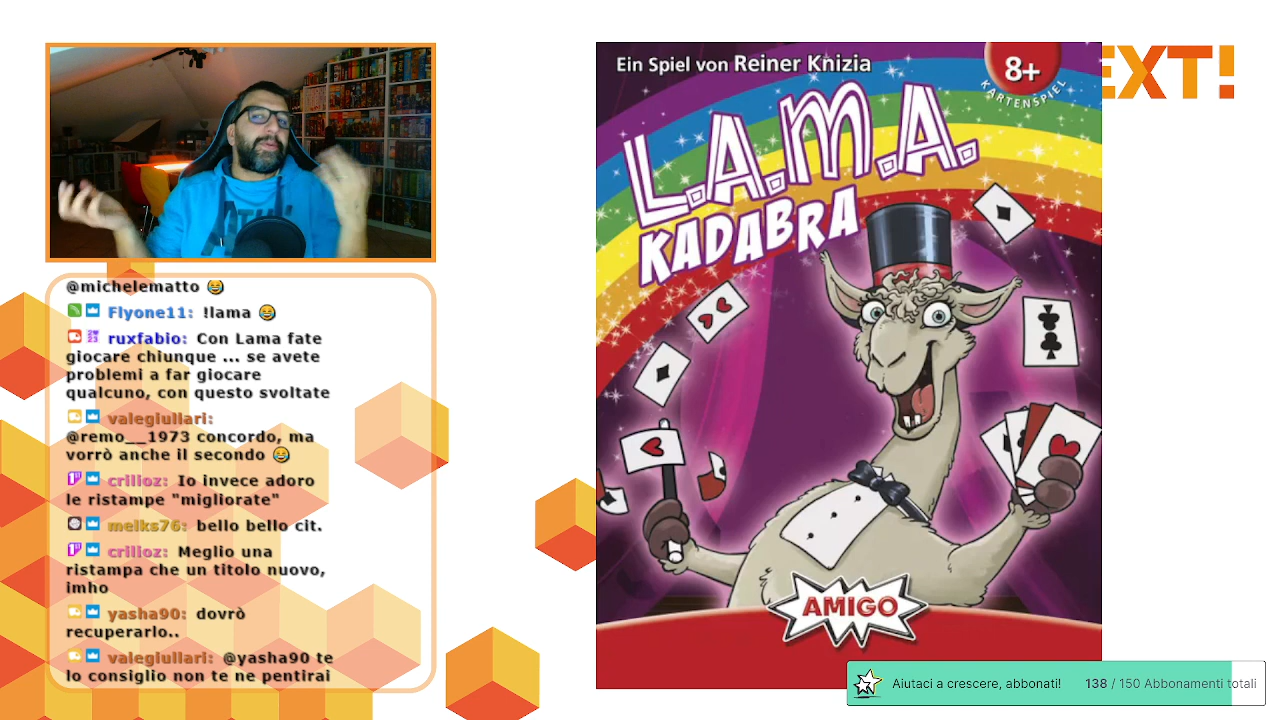 @michelematto 😂
Flyone11: !lama 😂
ruxfabio: Con Lama fate
giocare chiunque ... se avete
problemi a far giocare
qualcuno, con questo svoltate
valegiullari:
@remo__1973 concordo, ma
vorrò anche il secondo 😂
crilloz: Io invece adoro
le ristampe "migliorate"
melks76: bello bello cit.
crilloz: Meglio una
ristampa che un titolo nuovo,
imho
yasha90: dovrò
recuperarlo..
valegiullari: @yasha90 te
lo consiglio non te ne pentirai
Ein Spiel von Reiner Knizia
8+
KARTENSPIEL
L.A.M.A.
KADABRA
AMIGO
EXT!
Aiutaci a crescere, abbonati! 138 / 150 Abbonamenti totali